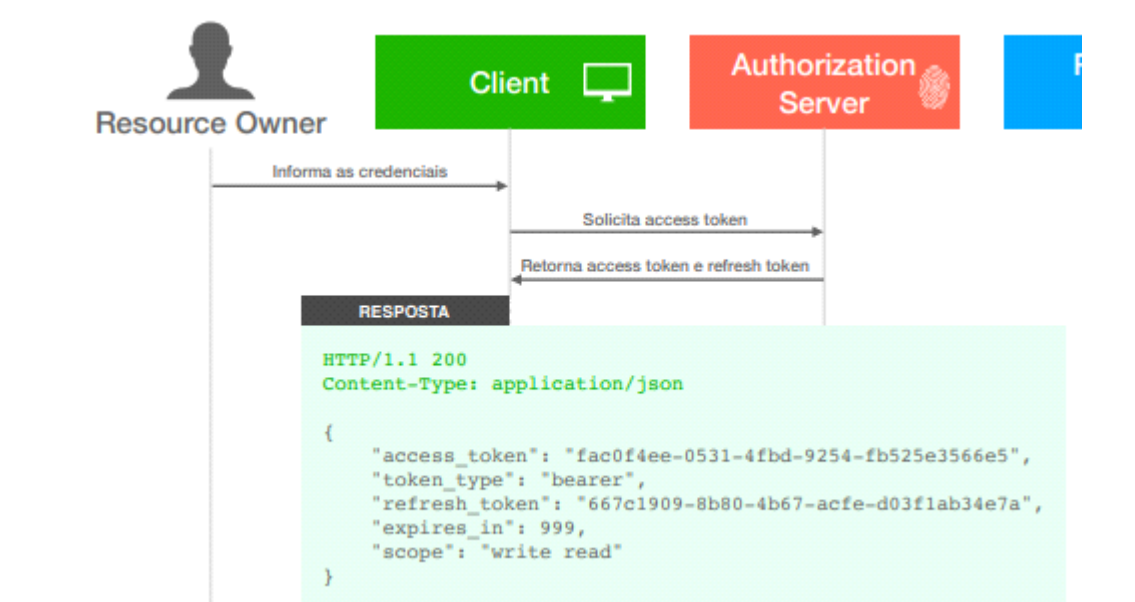 Resource Owner
Client
Authorization
Server
Informa as credenciais
Solicita access token
Retorna access token e refresh token
RESPOSTA
HTTP/1.1 200
Content-Type: application/json
{
"access_token": "fac0f4ee-0531-4fbd-9254-fb525e3566e5",
"token_type": "bearer",
"refresh_token": "667c1909-8b80-4b67-acfe-d03f1ab34e7a",
"expires_in": 999,
"scope": "write read"
}